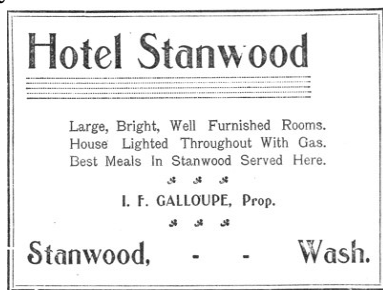 Hotel Stanwood
Large, Bright, Well Furnished Rooms.
House Lighted Throughout With Gas.
Best Meals In Stanwood Served Here.
I. F. GALLOUPE, Prop.
Stanwood, - - Wash.